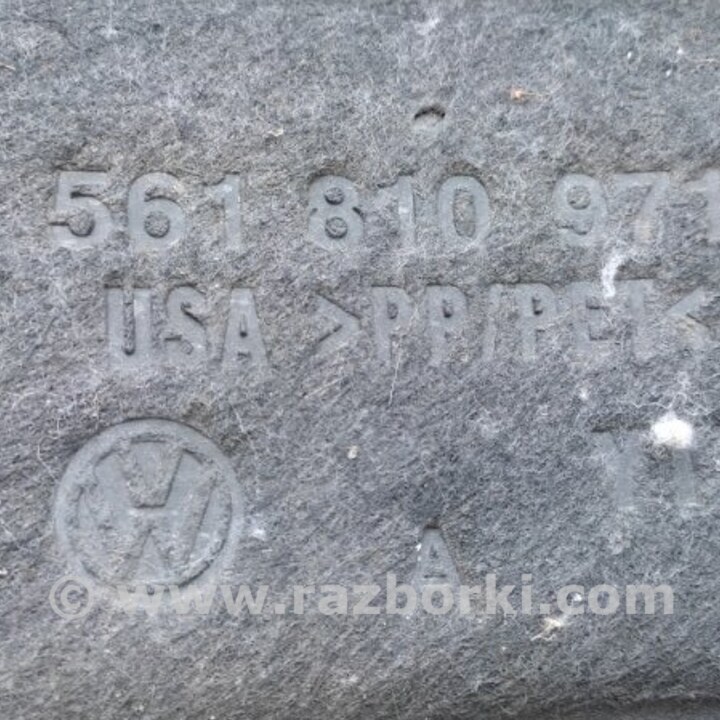 561 810 971
USA >PP/PET<
VW
A
© www.razborki.com